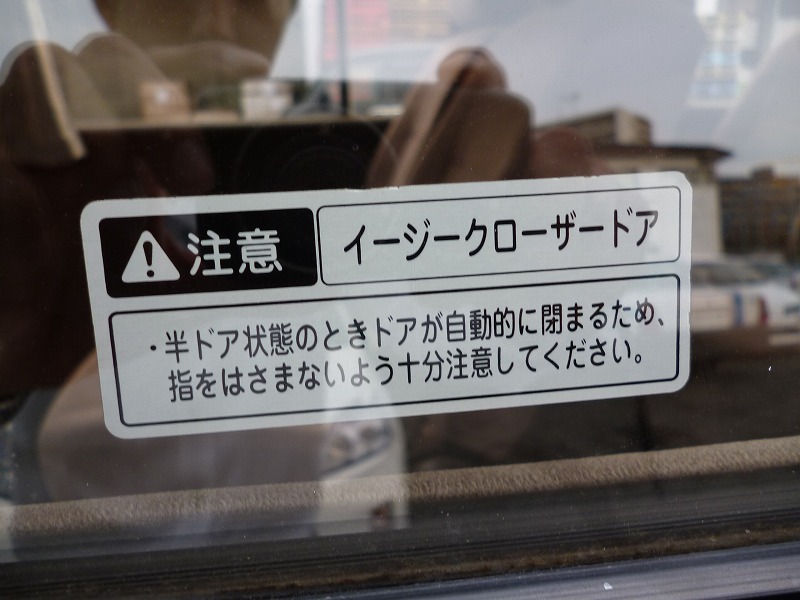 注意
イージークローザードア
・半ドア状態のときドアが自動的に閉まるため、
指をはさまないよう十分注意してください。